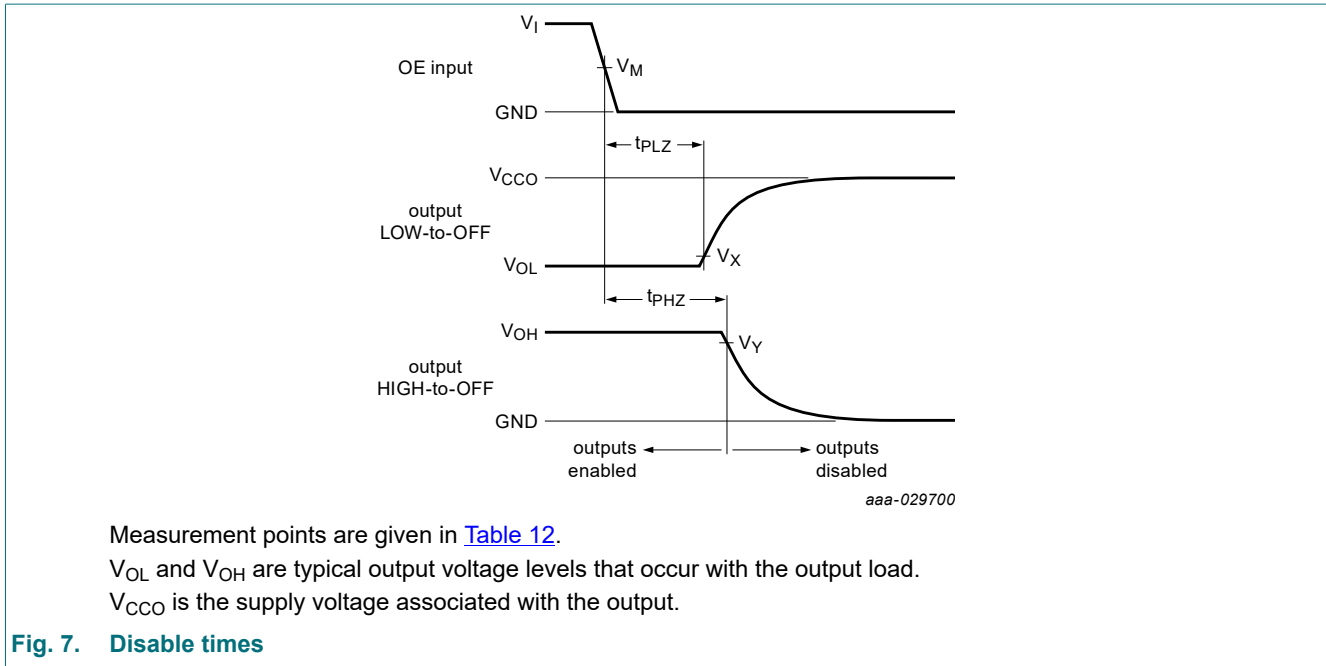 V_I
OE input
V_M
GND
t_PLZ
V_CCO
output
LOW-to-OFF
V_X
V_OL
t_PHZ
V_OH
V_Y
output
HIGH-to-OFF
GND
outputs
enabled
outputs
disabled
aaa-029700
Measurement points are given in Table 12.
V_OL and V_OH are typical output voltage levels that occur with the output load.
V_CCO is the supply voltage associated with the output.
Fig. 7. Disable times